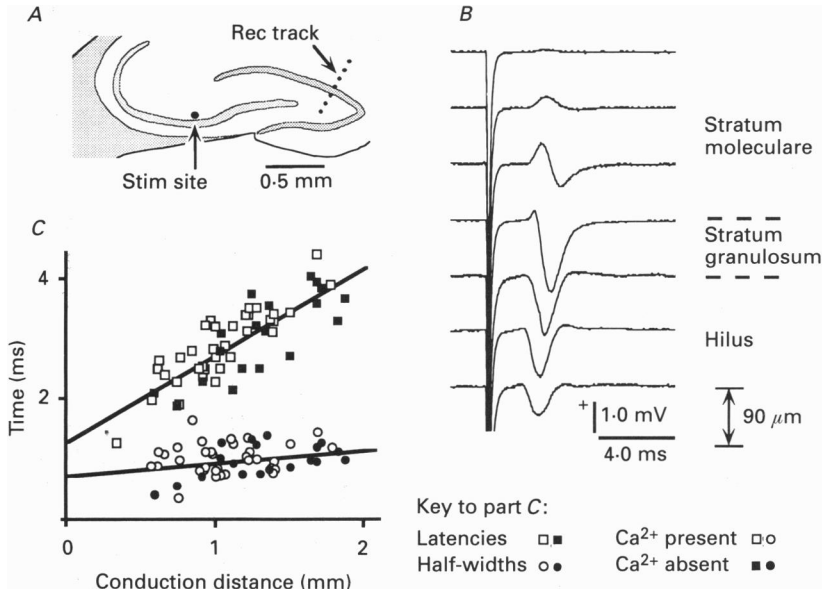 A
Rec track
Stim site
0·5 mm
B
Stratum
moleculare
Stratum
granulosum
Hilus
+
1·0 mV
4·0 ms
90 μm
C
Time (ms)
4
2
0
0
1
2
Conduction distance (mm)
Key to part C:
Latencies
Ca²⁺ present
Half-widths
Ca²⁺ absent